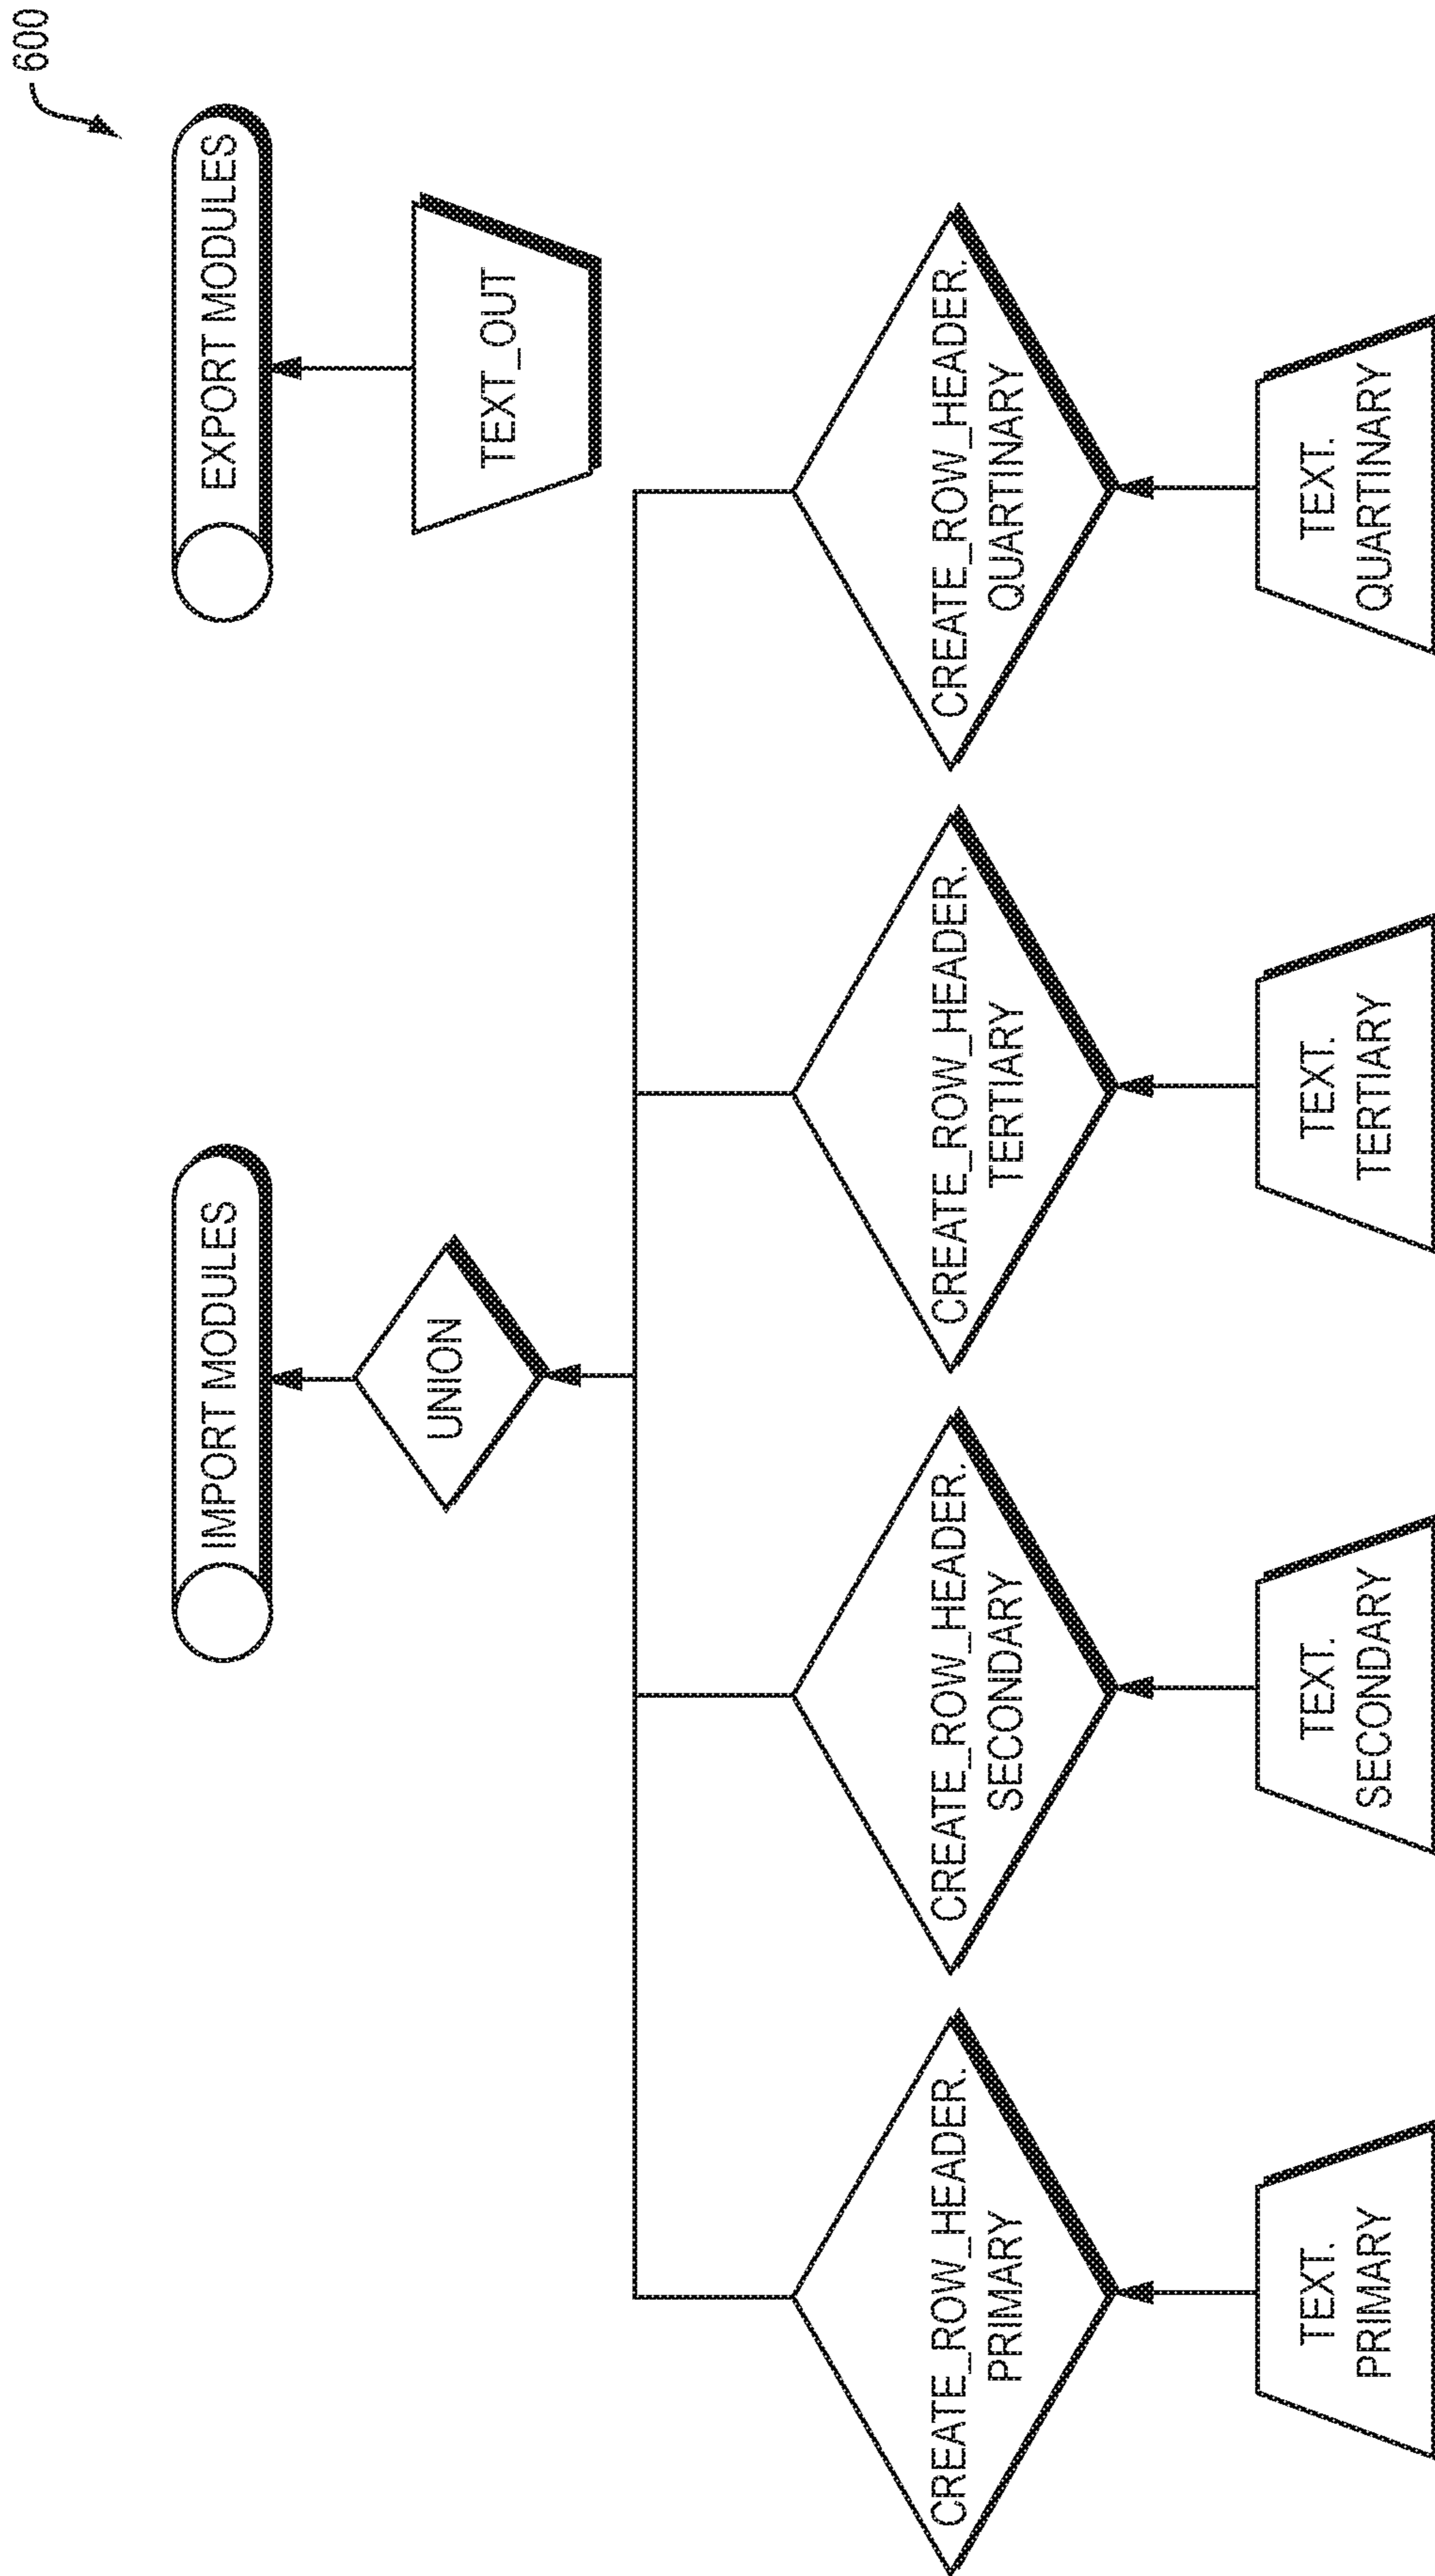 600
IMPORT MODULES
EXPORT MODULES
UNION
TEXT_OUT
CREATE_ROW_HEADER.
PRIMARY
CREATE_ROW_HEADER.
SECONDARY
CREATE_ROW_HEADER.
TERTIARY
CREATE_ROW_HEADER.
QUARTINARY
TEXT.
PRIMARY
TEXT.
SECONDARY
TEXT.
TERTIARY
TEXT.
QUARTINARY